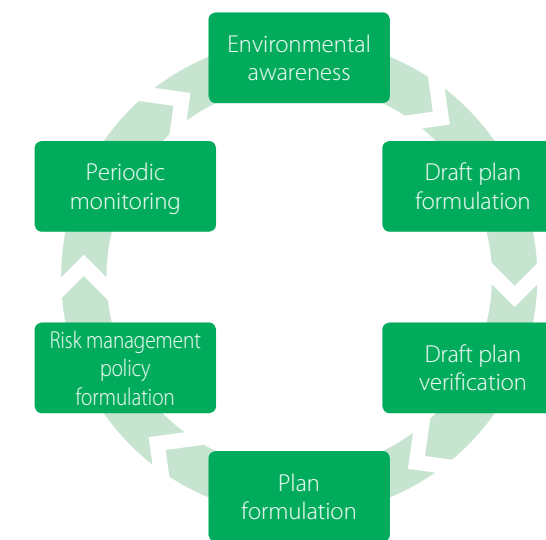 Environmental
awareness
Draft plan
formulation
Draft plan
verification
Plan
formulation
Risk management
policy
formulation
Periodic
monitoring